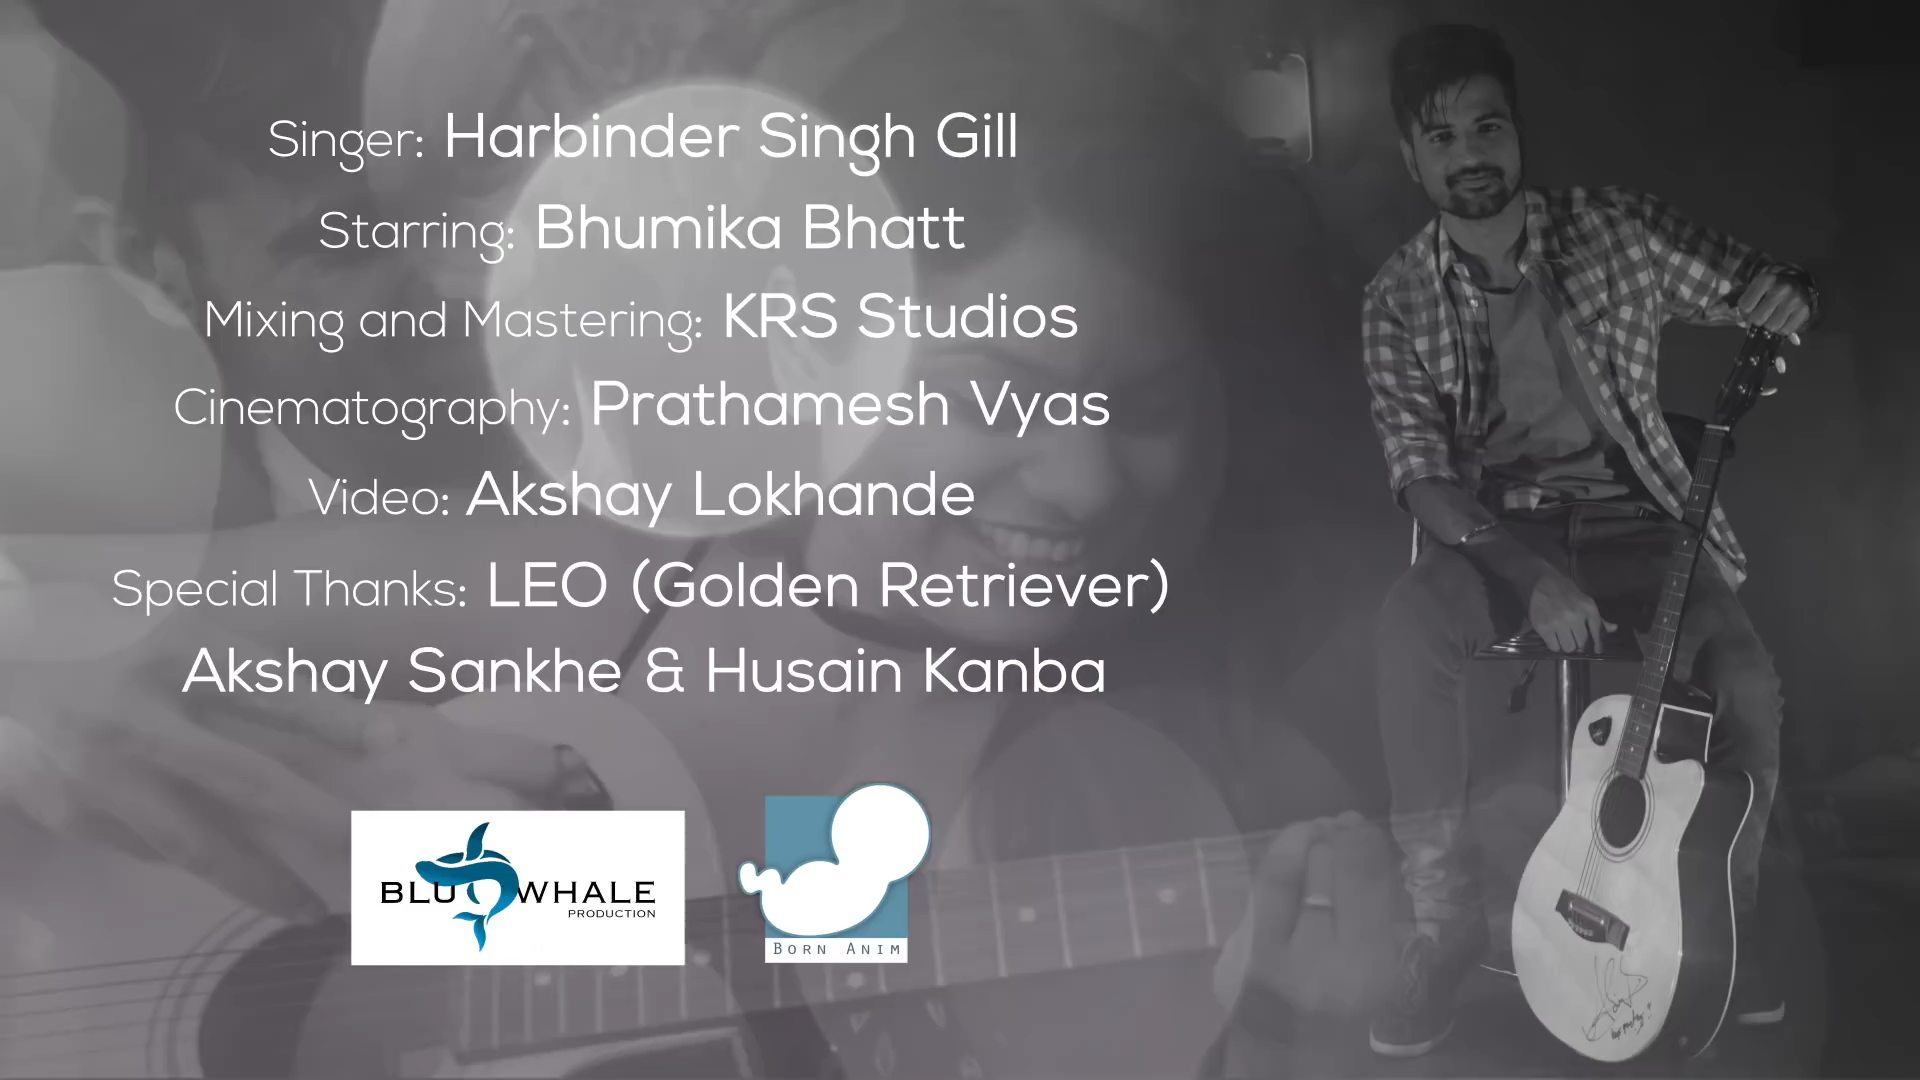 Singer: Harbinder Singh Gill
Starring: Bhumika Bhatt
Mixing and Mastering: KRS Studios
Cinematography: Prathamesh Vyas
Video: Akshay Lokhande
Special Thanks: LEO (Golden Retriever)
Akshay Sankhe & Husain Kanba
BLU WHALE
PRODUCTION
BORN ANIM